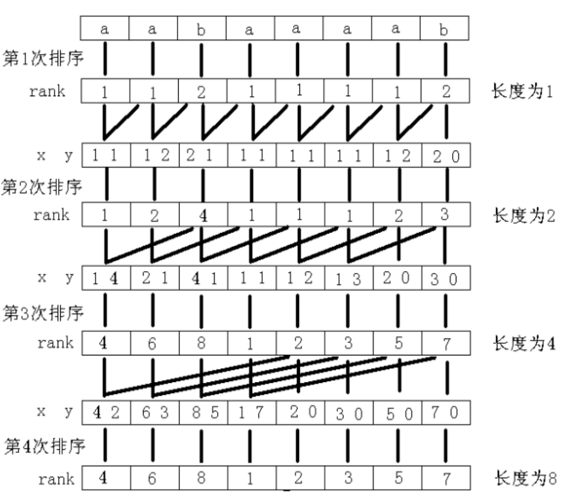 a a b a a a a b
第1次排序
rank 1 1 2 1 1 1 1 2 长度为1
x y 1 1 1 2 2 1 1 1 1 1 1 1 1 2 2 0
第2次排序
rank 1 2 4 1 1 1 2 3 长度为2
x y 1 4 2 1 4 1 1 1 1 2 1 3 2 0 3 0
第3次排序
rank 4 6 8 1 2 3 5 7 长度为4
x y 4 2 6 3 8 5 1 7 2 0 3 0 5 0 7 0
第4次排序
rank 4 6 8 1 2 3 5 7 长度为8